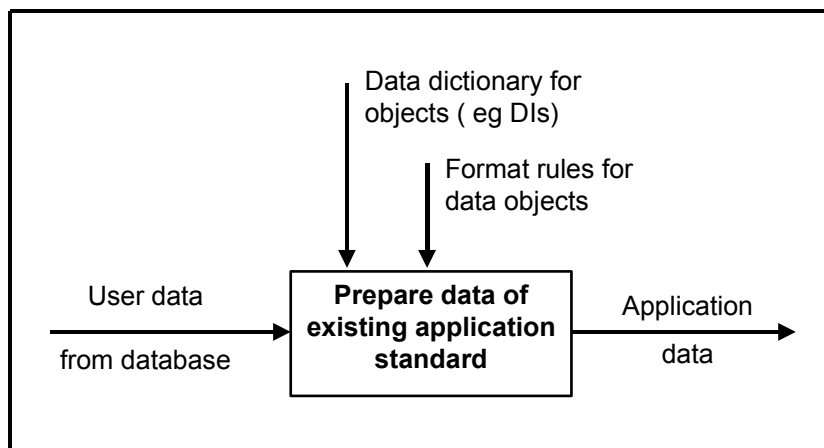 Data dictionary for
objects ( eg DIs)
Format rules for
data objects
User data
from database
Prepare data of
existing application
standard
Application
data